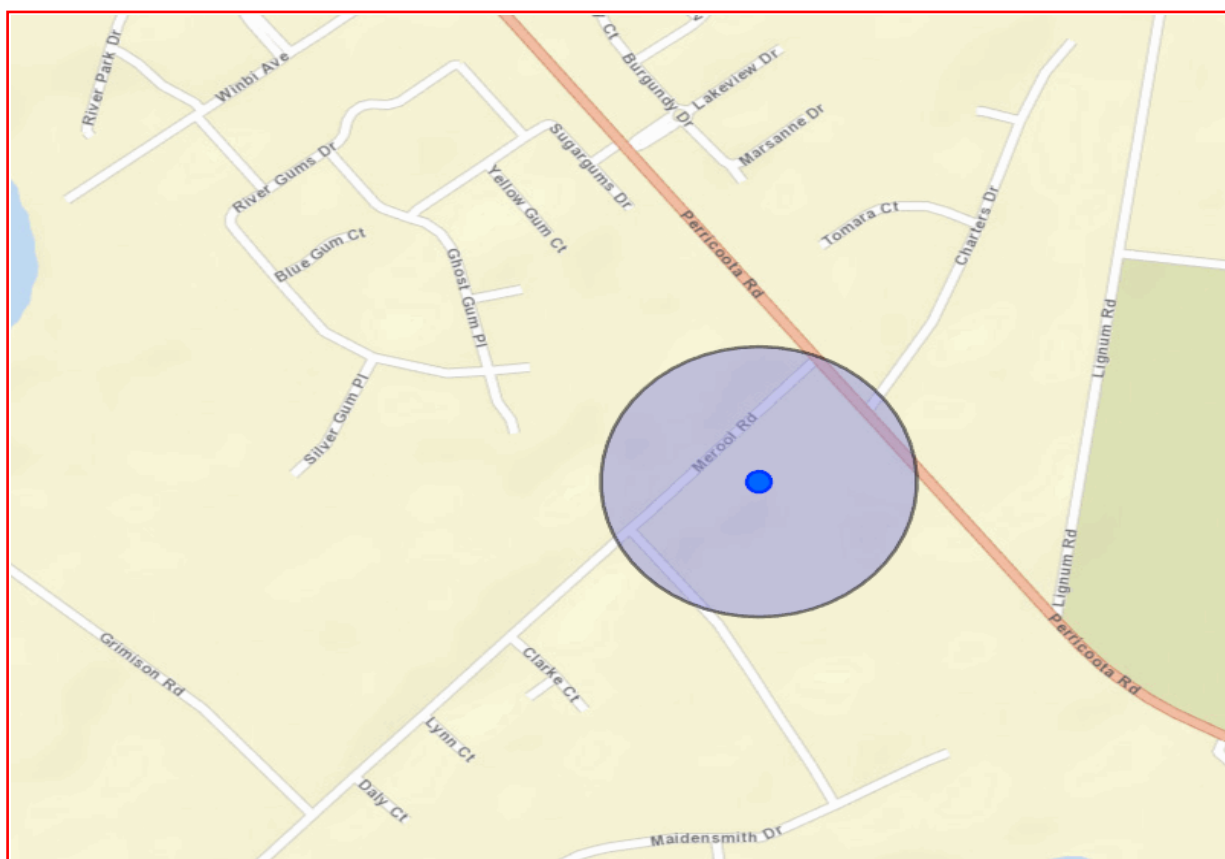 River Park Dr
Winbi Ave
Burgundy Dr
Lakeview Dr
Marsanne Dr
Sugargums Dr
River Gums Dr
Yellow Gum Ct
Blue Gum Ct
Ghost Gum Pl
Perricoota Rd
Tomara Ct
Charters Dr
Lignum Rd
Silver Gum Pl
Merool Rd
Lignum Rd
Perricoota Rd
Grimison Rd
Clarke Ct
Lynn Ct
Daly Ct
Maidensmith Dr